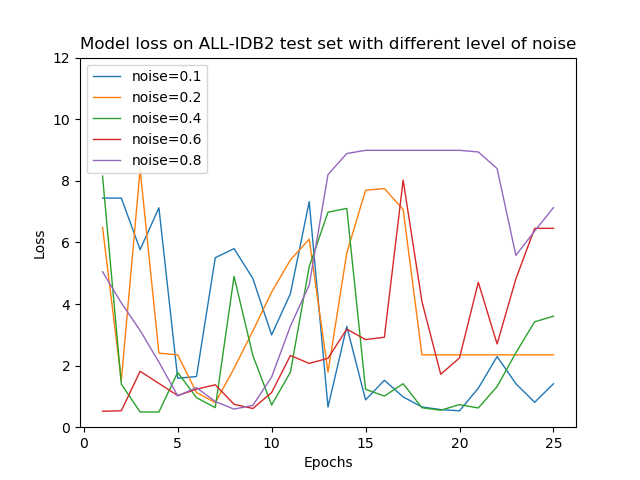 Model loss on ALL-IDB2 test set with different level of noise
12
10
8
6
4
2
0
Loss
noise=0.1
noise=0.2
noise=0.4
noise=0.6
noise=0.8
0 5 10 15 20 25
Epochs